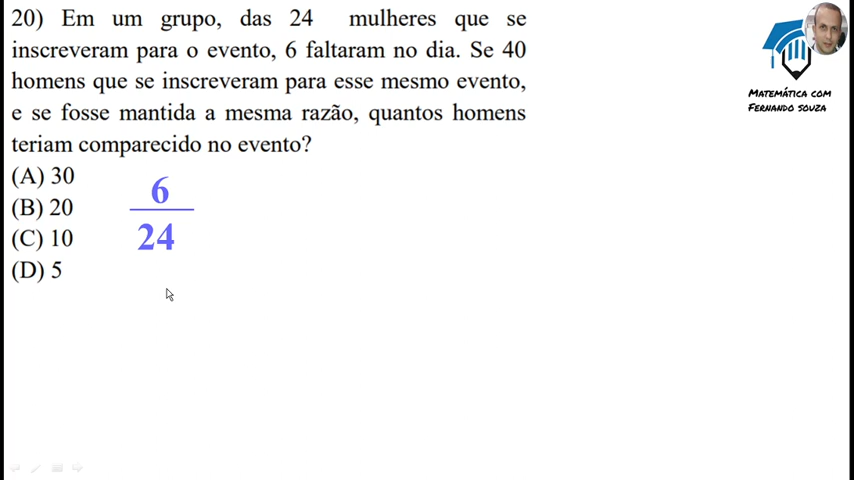 20) Em um grupo, das 24 mulheres que se
inscreveram para o evento, 6 faltaram no dia. Se 40
homens que se inscreveram para esse mesmo evento,
e se fosse mantida a mesma razão, quantos homens
teriam comparecido no evento?
(A) 30
(B) 20
(C) 10
(D) 5
6
24
Matemática com
Fernando souza